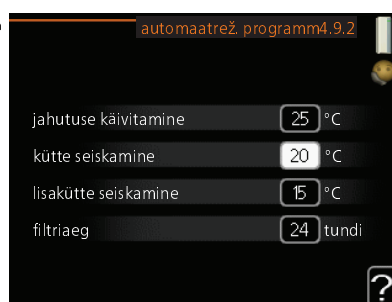 automaatrež. programm4.9.2
jahutuse käivitamine 25 °C
kütte seiskamine 20 °C
lisakütte seiskamine 15 °C
filtriaeg 24 tundi
?